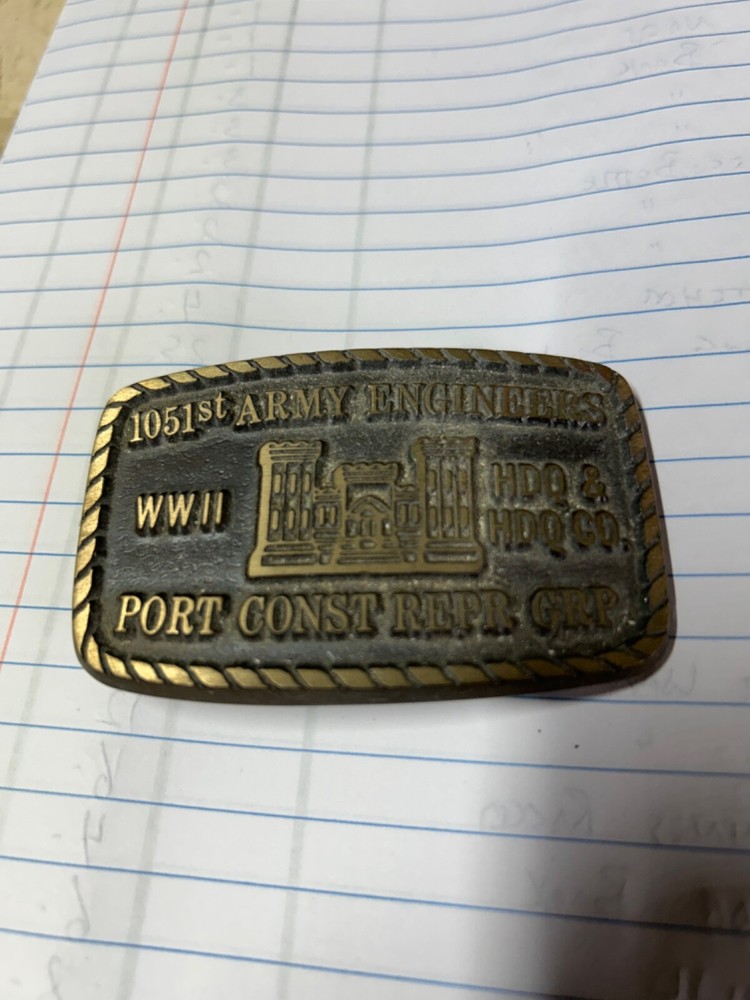 1051st ARMY ENGINEERS
WWII
HDQ &
HDQ CO.
PORT CONST REPR GRP